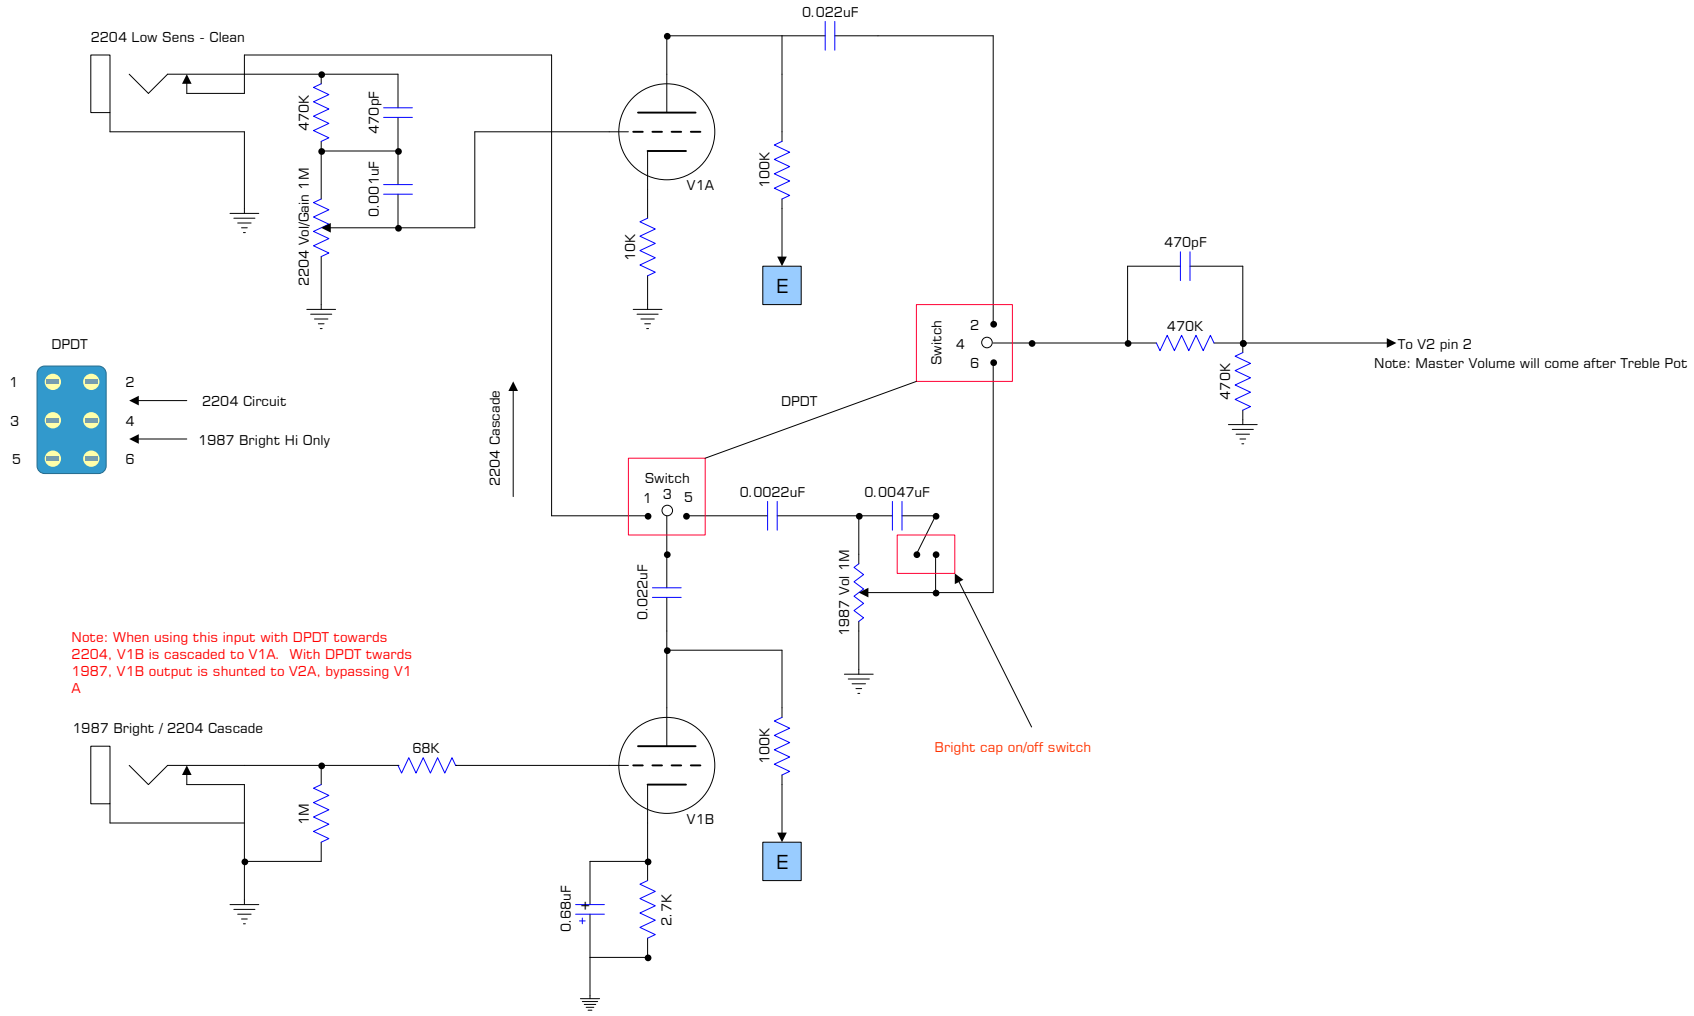 0.022uF
2204 Low Sens - Clean
470K
470pF
0.001uF
2204 Vol/Gain 1M
V1A
100K
10K
E
470pF
Switch
2
4
6
470K
To V2 pin 2
Note: Master Volume will come after Treble Pot
470K
DPDT
1
2
2204 Circuit
3
4
1987 Bright Hi Only
5
6
2204 Cascade
DPDT
Switch
1
3
5
0.0022uF
0.0047uF
0.022uF
1987 Vol 1M
Note: When using this input with DPDT towards
2204, V1B is cascaded to V1A. With DPDT twards
1987, V1B output is shunted to V2A, bypassing V1
A
1987 Bright / 2204 Cascade
68K
100K
Bright cap on/off switch
1M
V1B
E
0.68uF
+
+
2.7K